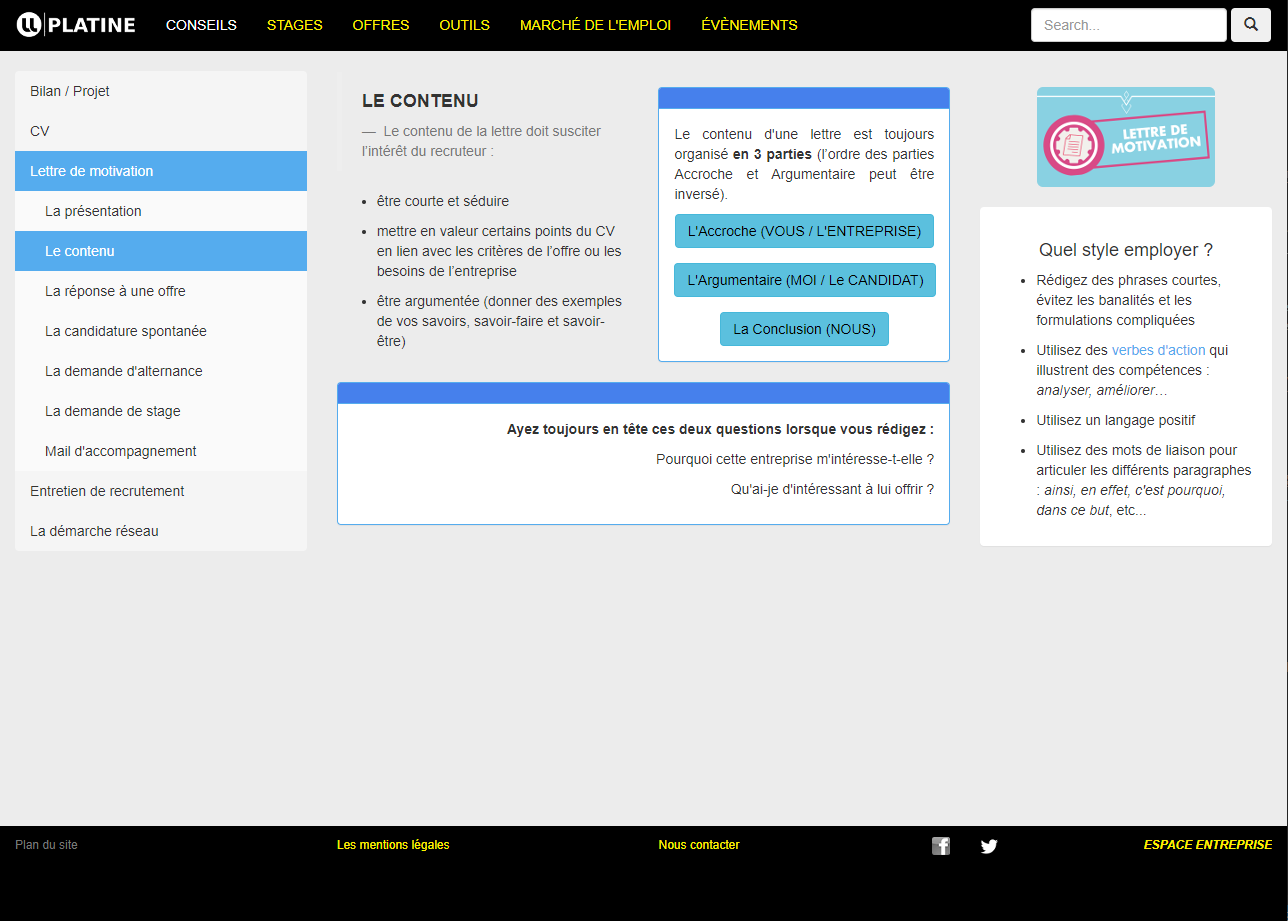 PLATINE CONSEILS STAGES OFFRES OUTILS MARCHÉ DE L'EMPLOI ÉVÈNEMENTS Search...
Bilan / Projet
CV
Lettre de motivation
La présentation
Le contenu
La réponse à une offre
La candidature spontanée
La demande d'alternance
La demande de stage
Mail d'accompagnement
Entretien de recrutement
La démarche réseau
LE CONTENU
— Le contenu de la lettre doit susciter
l'intérêt du recruteur :
• être courte et séduire
• mettre en valeur certains points du CV
en lien avec les critères de l’offre ou les
besoins de l’entreprise
• être argumentée (donner des exemples
de vos savoirs, savoir-faire et savoir-
être)
Le contenu d'une lettre est toujours
organisé en 3 parties (l’ordre des parties
Accroche et Argumentaire peut être
inversé).
L'Accroche (VOUS / L'ENTREPRISE)
L'Argumentaire (MOI / Le CANDIDAT)
La Conclusion (NOUS)
Ayez toujours en tête ces deux questions lorsque vous rédigez :
Pourquoi cette entreprise m'intéresse-t-elle ?
Qu'ai-je d'intéressant à lui offrir ?
LETTRE DE
MOTIVATION
Quel style employer ?
• Rédigez des phrases courtes,
évitez les banalités et les
formulations compliquées
• Utilisez des verbes d'action qui
illustrent des compétences :
analyser, améliorer…
• Utilisez un langage positif
• Utilisez des mots de liaison pour
articuler les différents paragraphes
: ainsi, en effet, c'est pourquoi,
dans ce but, etc...
Plan du site Les mentions légales Nous contacter ESPACE ENTREPRISE